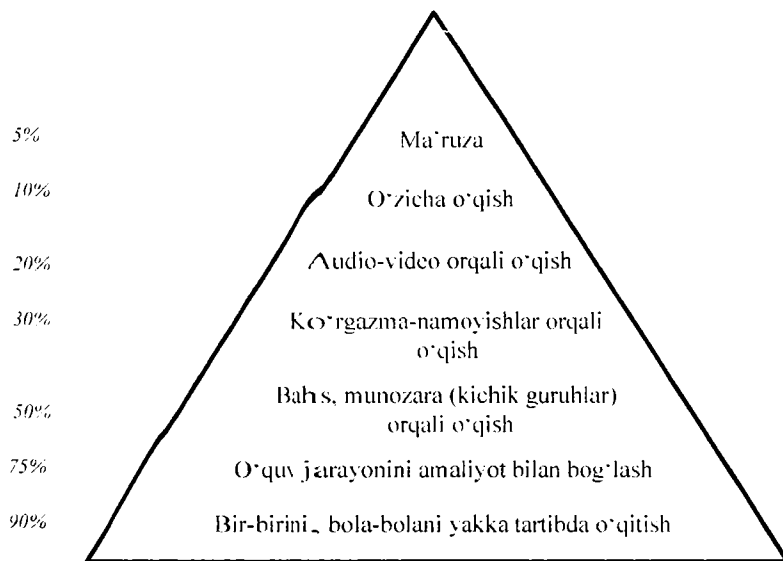 5%
Ma'ruza
10%
O'zicha o'qish
20%
Audio-video orqali o'qish
30%
Ko'rgazma-namoyishlar orqali
o'qish
50%
Bahs, munozara (kichik guruhlar)
orqali o'qish
75%
O'quv jarayonini amaliyot bilan bog'lash
90%
Bir-birini, bola-bolani yakka tartibda o'qitish